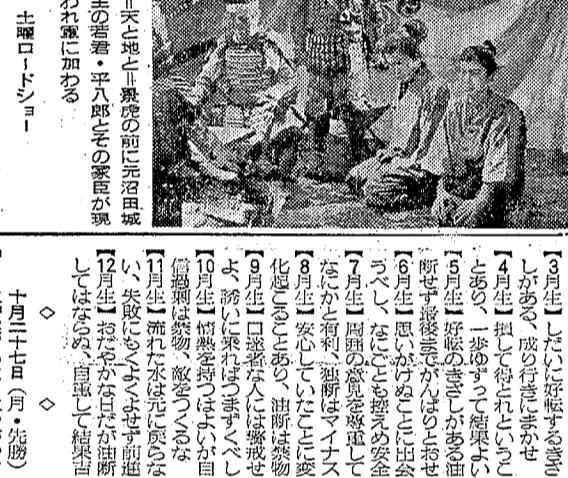 =天と地と=景虎の前に元沼田城
主の若君・平八郎とその家臣が現
われ軍に加わる
土曜ロードショー
【3月生】しだいに好転するきざ
しがある、成り行きにまかせ
【4月生】損して得とれというこ
とあり、一歩ゆずって結果よい
【5月生】好転のきざしがある油
断せず最後までがんばりとおせ
【6月生】思いがけぬことに出会
うべし、なにごとも控えめ安全
【7月生】周囲の意見を尊重して
なにかと有利、独断はマイナス
【8月生】安心していたことに変
化起こることあり、油断は禁物
【9月生】口達者な人には警戒せ
よ、誘いに乗ればつまずくべし
【10月生】情熱を持つはよいが自
信過剰は禁物、敵をつくるな
【11月生】流れた水は元に戻らな
い、失敗にもくよくよせず前進
【12月生】おだやかな日だが油断
してはならぬ、自重して結果吉
◇ ◇
十月二十七日(月・先勝)